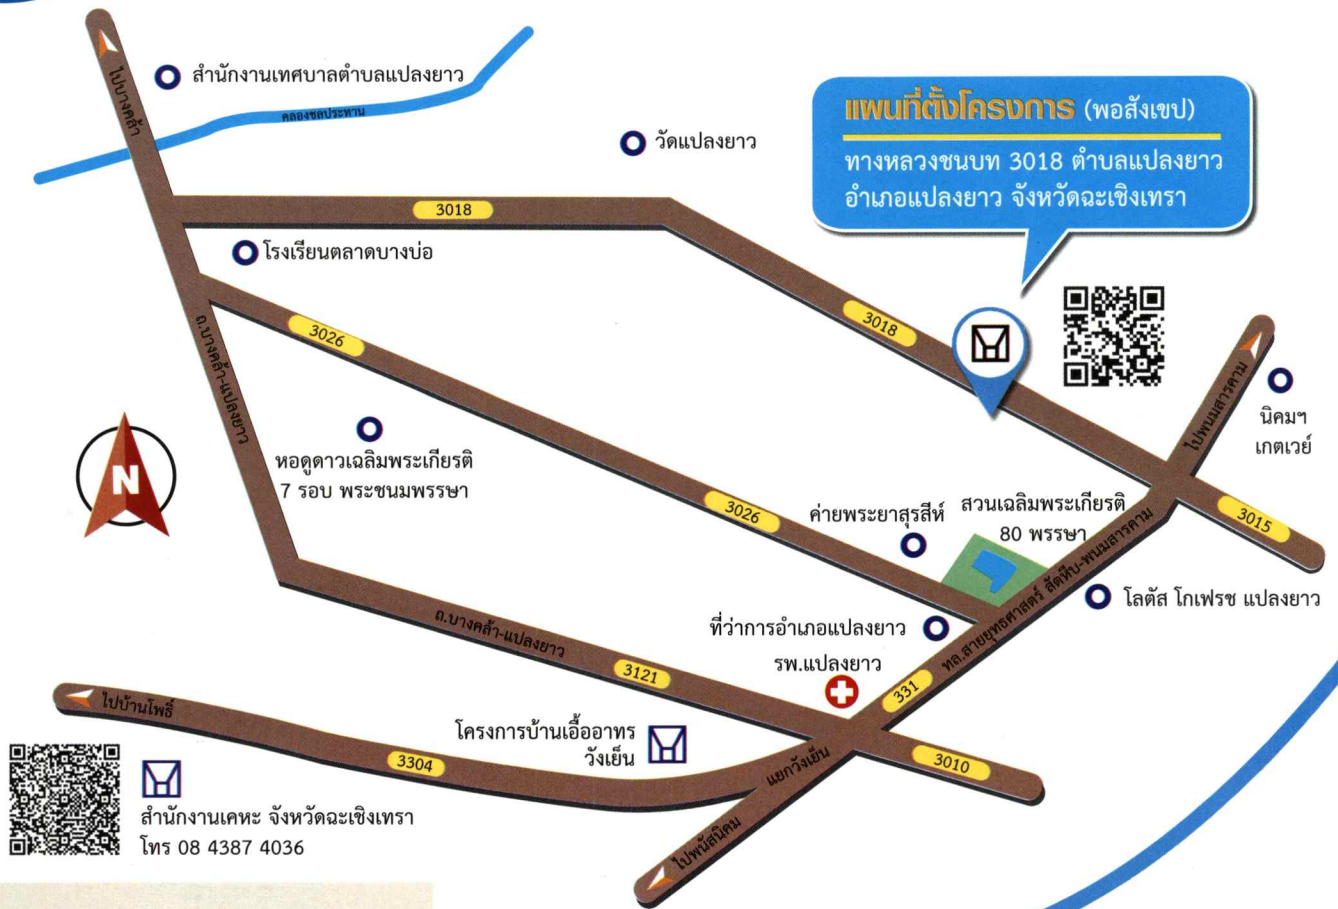 ไปบางคล้า
สำนักงานเทศบาลตำบลแปลงยาว
คลองชลประทาน
วัดแปลงยาว
แผนที่ตั้งโครงการ (พอสังเขป)
ทางหลวงชนบท 3018 ตำบลแปลงยาว
อำเภอแปลงยาว จังหวัดฉะเชิงเทรา
3018
โรงเรียนตลาดบางบ่อ
3026
3018
ถ.บางคล้า-แปลงยาว
ไปพนมสารคาม
นิคมฯ
เกตเวย์
N
หอดูดาวเฉลิมพระเกียรติ
7 รอบ พระชนมพรรษา
3026
ค่ายพระยาสุรสีห์
สวนเฉลิมพระเกียรติ
80 พรรษา
3015
ทล.สายยุทธศาสตร์ สัตหีบ-พนมสารคาม
โลตัส โกเฟรช แปลงยาว
ที่ว่าการอำเภอแปลงยาว
รพ.แปลงยาว
ถ.บางคล้า-แปลงยาว
3121
331
ไปบ้านโพธิ์
โครงการบ้านเอื้ออาทร
วังเย็น
3304
แยกวังเย็น
3010
สำนักงานเคหะ จังหวัดฉะเชิงเทรา
โทร 08 4387 4036
ไปพนัสนิคม